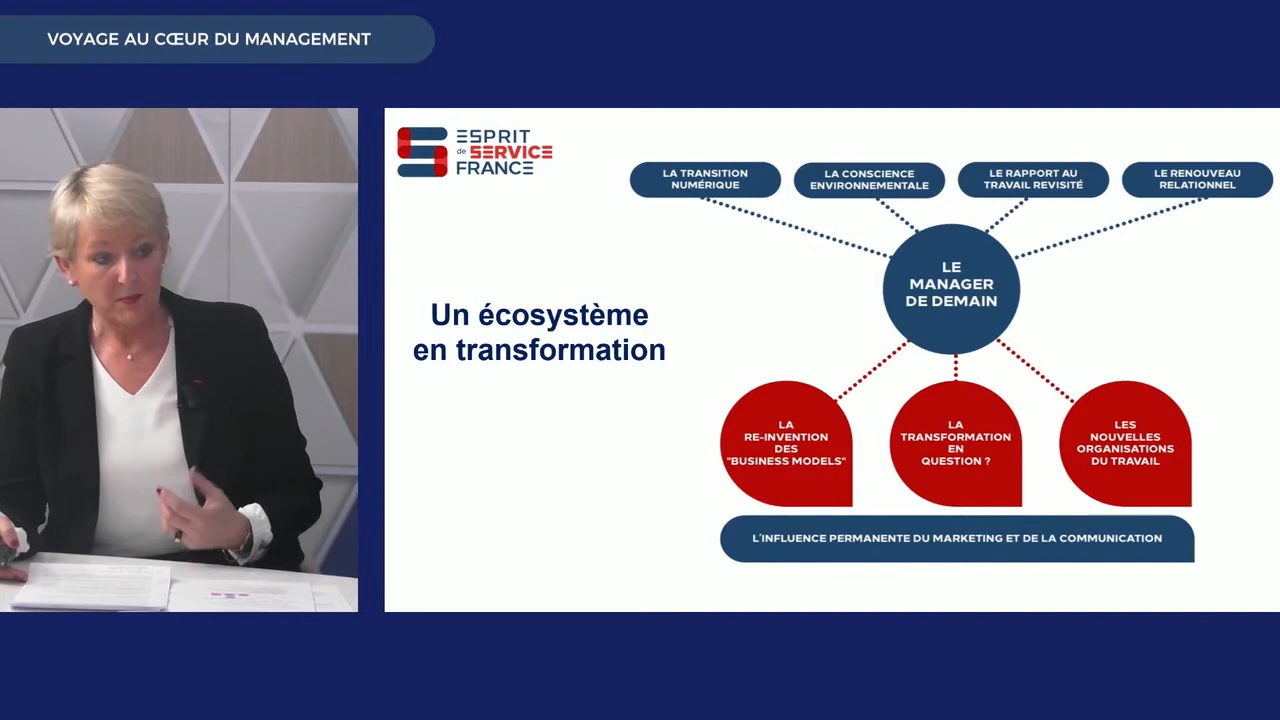 VOYAGE AU CŒUR DU MANAGEMENT
ESPRIT
de SERVICE
FRANCE
LA TRANSITION
NUMÉRIQUE
LA CONSCIENCE
ENVIRONNEMENTALE
LE RAPPORT AU
TRAVAIL REVISITÉ
LE RENOUVEAU
RELATIONNEL
LE
MANAGER
DE DEMAIN
Un écosystème
en transformation
LA
RE-INVENTION
DES
"BUSINESS MODELS"
LA
TRANSFORMATION
EN
QUESTION ?
LES
NOUVELLES
ORGANISATIONS
DU TRAVAIL
L'INFLUENCE PERMANENTE DU MARKETING ET DE LA COMMUNICATION